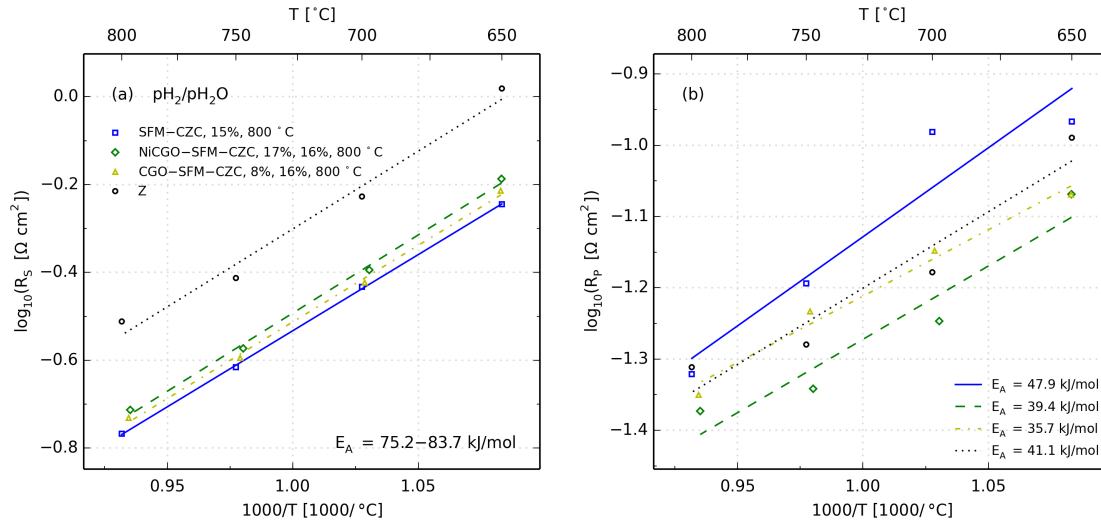 T [°C]
800 750 700 650
0.0
−0.2
−0.4
−0.6
−0.8
log10(RS [Ω cm2]
(a) pH2/pH2O
SFM−CZC, 15%, 800 °C
NiCGO−SFM−CZC, 17%, 16%, 800 °C
CGO−SFM−CZC, 8%, 16%, 800 °C
Z
EA = 75.2−83.7 kJ/mol
0.95 1.00 1.05
1000/T [1000/°C]
T [°C]
800 750 700 650
−0.9
−1.0
−1.1
−1.2
−1.3
−1.4
log10(RP) [Ω cm2]
(b)
EA = 47.9 kJ/mol
EA = 39.4 kJ/mol
EA = 35.7 kJ/mol
EA = 41.1 kJ/mol
0.95 1.00 1.05
1000/T [1000/°C]